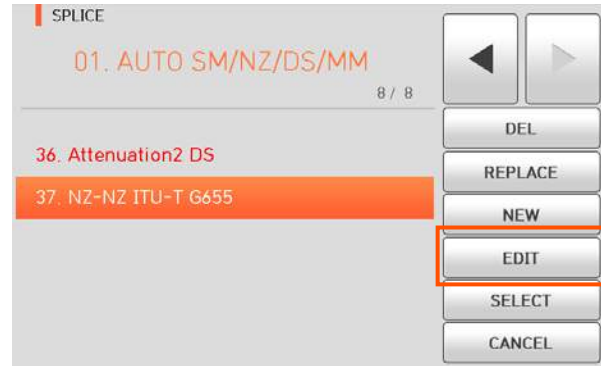 SPLICE
01. AUTO SM/NZ/DS/MM
8/ 8
36. Attenuation2 DS
37. NZ-NZ ITU-T G655
DEL
REPLACE
NEW
EDIT
SELECT
CANCEL